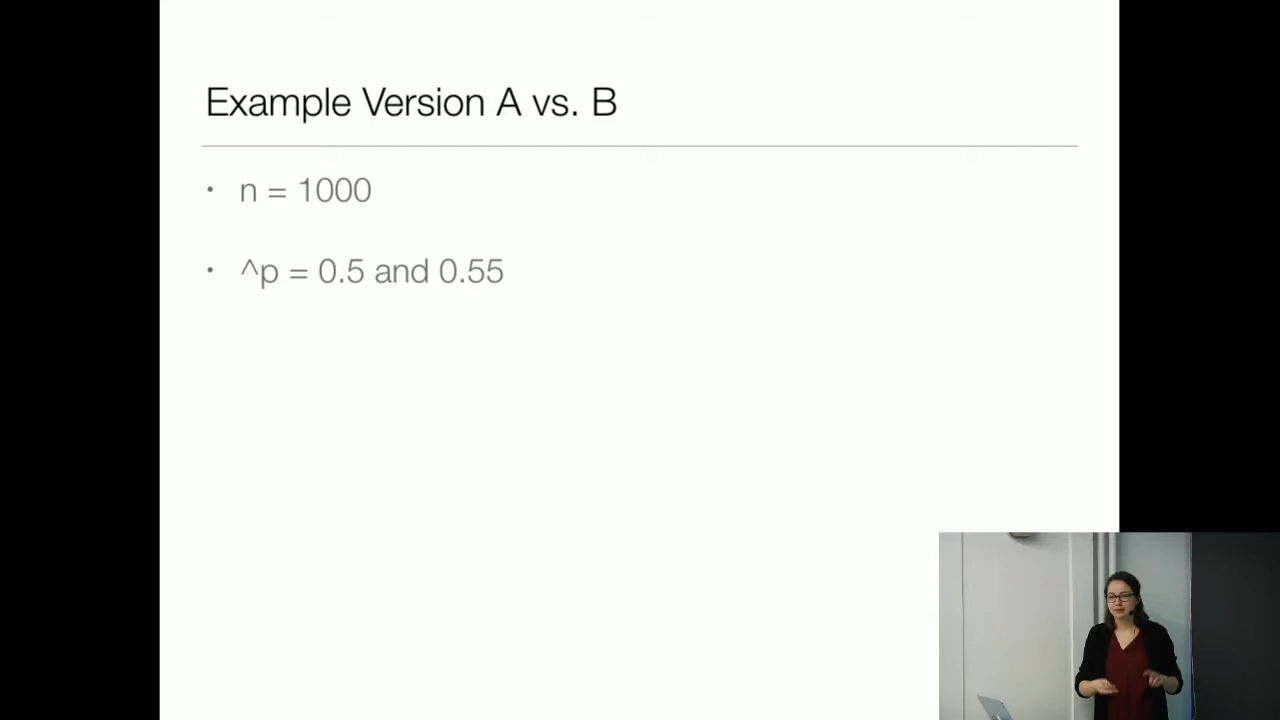 Example Version A vs. B
• n = 1000
• ^p = 0.5 and 0.55